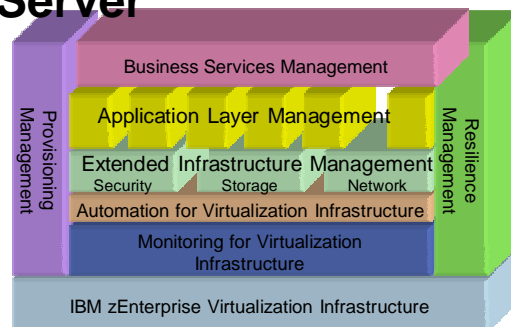 Server
Business Services Management
Provisioning
Management
Application Layer Management
Resilience
Management
Extended Infrastructure Management
Security Storage Network
Automation for Virtualization Infrastructure
Monitoring for Virtualization
Infrastructure
IBM zEnterprise Virtualization Infrastructure